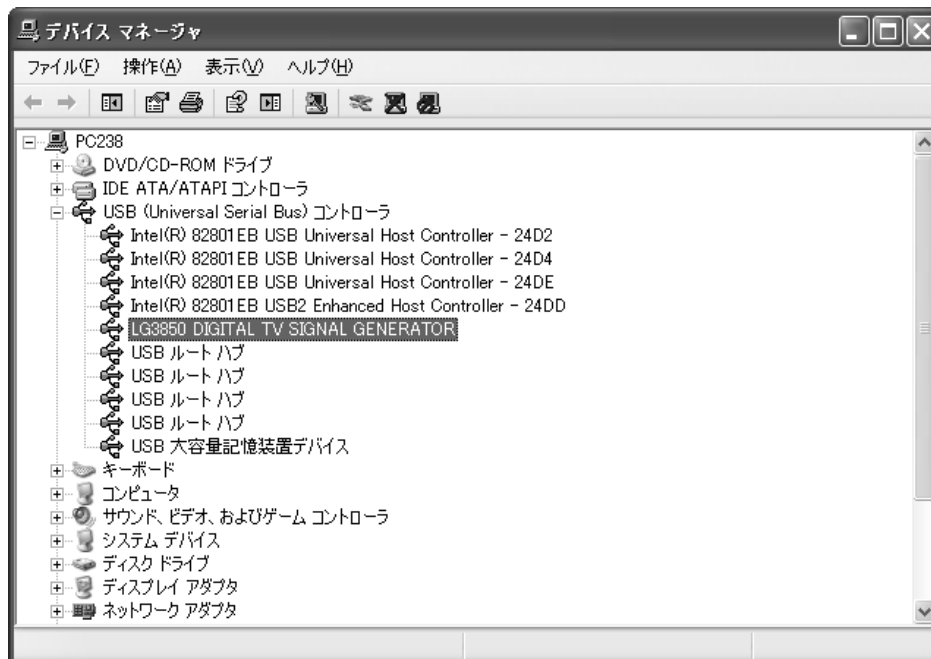 デバイス マネージャ
ファイル(F) 操作(A) 表示(V) ヘルプ(H)
PC238
DVD/CD-ROM ドライブ
IDE ATA/ATAPI コントローラ
USB (Universal Serial Bus) コントローラ
Intel(R) 82801EB USB Universal Host Controller - 24D2
Intel(R) 82801EB USB Universal Host Controller - 24D4
Intel(R) 82801EB USB Universal Host Controller - 24DE
Intel(R) 82801EB USB2 Enhanced Host Controller - 24DD
LG3850 DIGITAL TV SIGNAL GENERATOR
USB ルート ハブ
USB ルート ハブ
USB ルート ハブ
USB ルート ハブ
USB 大容量記憶装置デバイス
キーボード
コンピュータ
サウンド、ビデオ、およびゲーム コントローラ
システム デバイス
ディスク ドライブ
ディスプレイ アダプタ
ネットワーク アダプタ